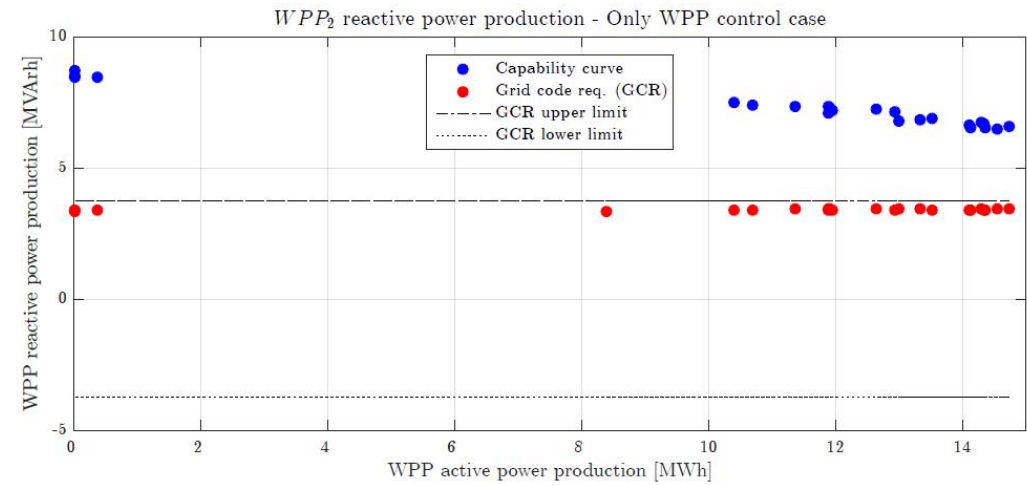 WPP₂ reactive power production - Only WPP control case
WPP reactive power production [MVArh]
10
5
0
-5
Capability curve
Grid code req. (GCR)
GCR upper limit
GCR lower limit
0 2 4 6 8 10 12 14
WPP active power production [MWh]